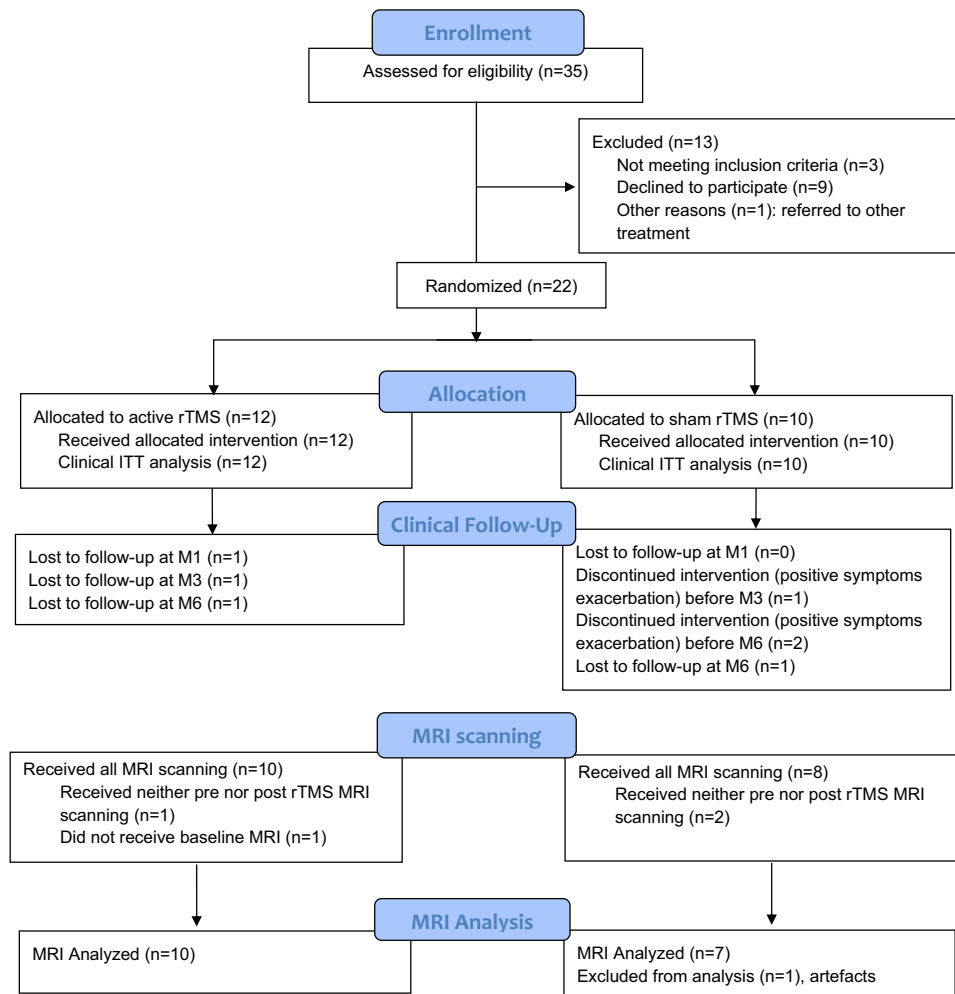 Enrollment
Assessed for eligibility (n=35)
Excluded (n=13)
Not meeting inclusion criteria (n=3)
Declined to participate (n=9)
Other reasons (n=1): referred to other
treatment
Randomized (n=22)
Allocation
Allocated to active rTMS (n=12)
Received allocated intervention (n=12)
Clinical ITT analysis (n=12)
Allocated to sham rTMS (n=10)
Received allocated intervention (n=10)
Clinical ITT analysis (n=10)
Clinical Follow-Up
Lost to follow-up at M1 (n=1)
Lost to follow-up at M3 (n=1)
Lost to follow-up at M6 (n=1)
Lost to follow-up at M1 (n=0)
Discontinued intervention (positive symptoms
exacerbation) before M3 (n=1)
Discontinued intervention (positive symptoms
exacerbation) before M6 (n=2)
Lost to follow-up at M6 (n=1)
MRI scanning
Received all MRI scanning (n=10)
Received neither pre nor post rTMS MRI
scanning (n=1)
Did not receive baseline MRI (n=1)
Received all MRI scanning (n=8)
Received neither pre nor post rTMS MRI
scanning (n=2)
MRI Analysis
MRI Analyzed (n=10)
MRI Analyzed (n=7)
Excluded from analysis (n=1), artefacts